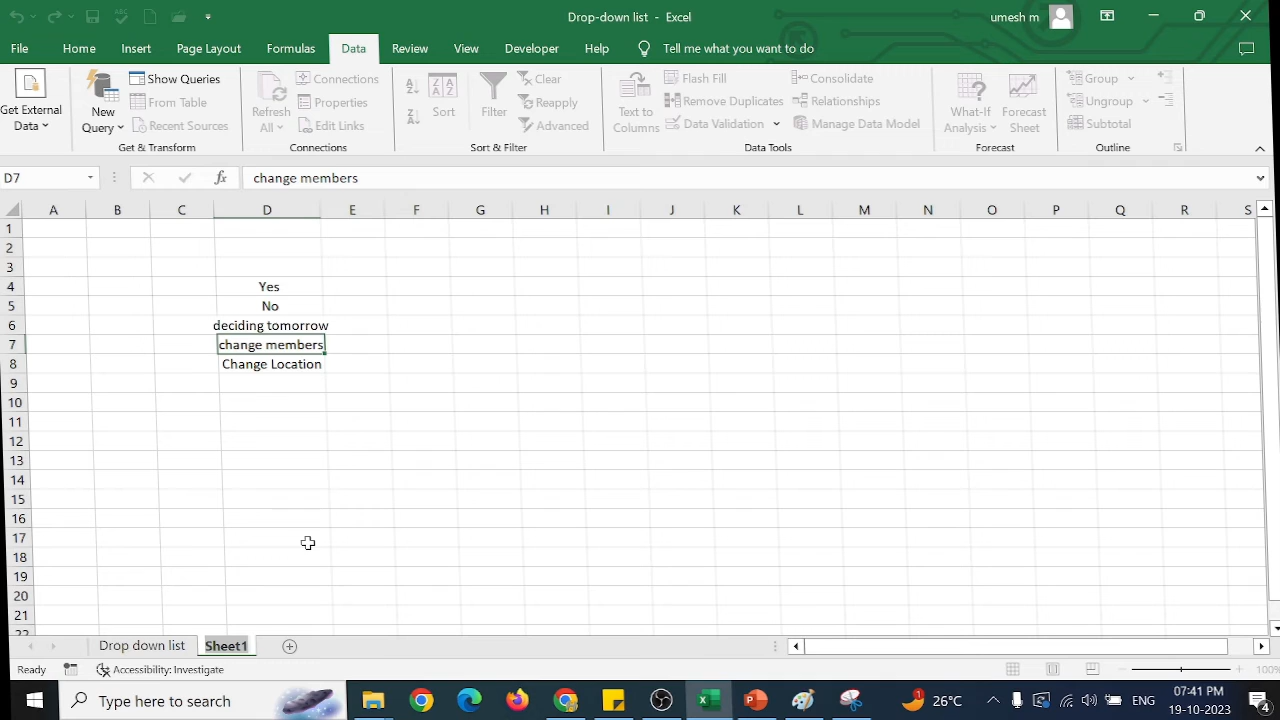 Drop-down list - Excel
umesh m
File Home Insert Page Layout Formulas Data Review View Developer Help Tell me what you want to do
Get External Data
New Query
Show Queries
From Table
Recent Sources
Get & Transform
Refresh All
Connections
Properties
Edit Links
Connections
Sort
Filter
Clear
Reapply
Advanced
Sort & Filter
Text to Columns
Flash Fill
Remove Duplicates
Data Validation
Consolidate
Relationships
Manage Data Model
Data Tools
What-If Analysis
Forecast Sheet
Forecast
Group
Ungroup
Subtotal
Outline
D7 fx change members
A B C D E F G H I J K L M N O P Q R S
1
2
3
4 Yes
5 No
6 deciding tomorrow
7 change members
8 Change Location
9
10
11
12
13
14
15
16
17
18
19
20
21
22
Drop down list Sheet1
Ready Accessibility: Investigate 100%
Type here to search
1 26°C ENG 07:41 PM
19-10-2023 4